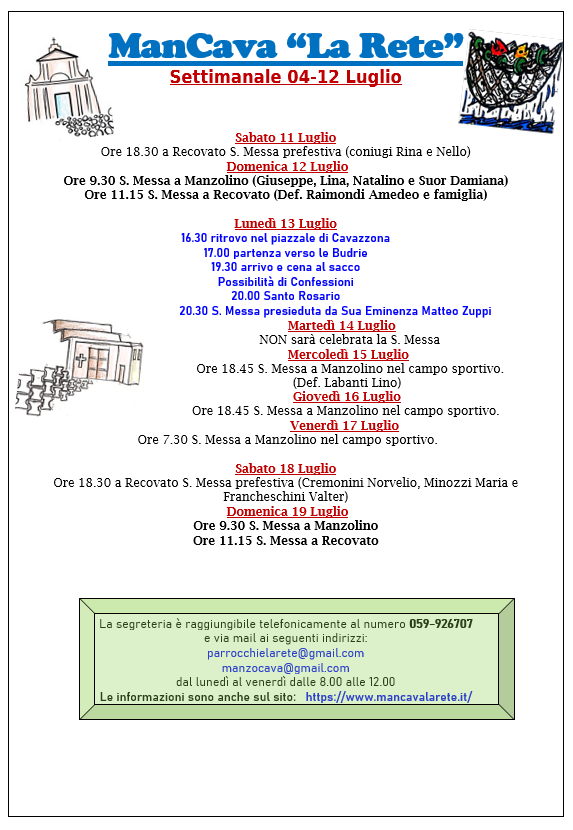 ManCava “La Rete”
Settimanale 04-12 Luglio
Sabato 11 Luglio
Ore 18.30 a Recovato S. Messa prefestiva (coniugi Rina e Nello)
Domenica 12 Luglio
Ore 9.30 S. Messa a Manzolino (Giuseppe, Lina, Natalino e Suor Damiana)
Ore 11.15 S. Messa a Recovato (Def. Raimondi Amedeo e famiglia)
Lunedì 13 Luglio
16.30 ritrovo nel piazzale di Cavazzona
17.00 partenza verso le Budrie
19.30 arrivo e cena al sacco
Possibilità di Confessioni
20.00 Santo Rosario
20.30 S. Messa presieduta da Sua Eminenza Matteo Zuppi
Martedì 14 Luglio
NON sarà celebrata la S. Messa
Mercoledì 15 Luglio
Ore 18.45 S. Messa a Manzolino nel campo sportivo.
(Def. Labanti Lino)
Giovedì 16 Luglio
Ore 18.45 S. Messa a Manzolino nel campo sportivo.
Venerdì 17 Luglio
Ore 7.30 S. Messa a Manzolino nel campo sportivo.
Sabato 18 Luglio
Ore 18.30 a Recovato S. Messa prefestiva (Cremonini Norvelio, Minozzi Maria e
Francheschini Valter)
Domenica 19 Luglio
Ore 9.30 S. Messa a Manzolino
Ore 11.15 S. Messa a Recovato
La segreteria è raggiungibile telefonicamente al numero 059-926707
e via mail ai seguenti indirizzi:
parrocchielarete@gmail.com
manzocava@gmail.com
dal lunedì al venerdì dalle 8.00 alle 12.00
Le informazioni sono anche sul sito: https://www.mancavalarete.it/